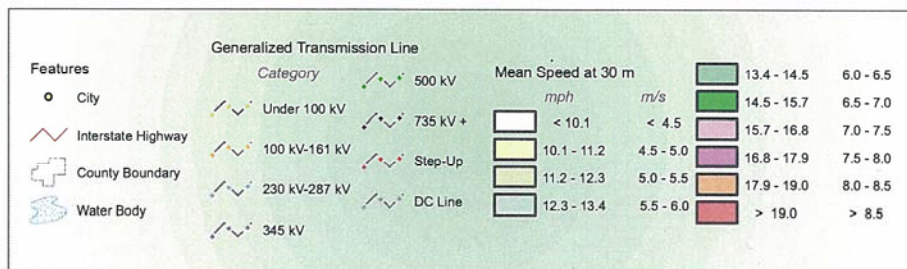 Features
City
Interstate Highway
County Boundary
Water Body
Generalized Transmission Line
Category
Under 100 kV
100 kV-161 kV
230 kV-287 kV
345 kV
500 kV
735 kV +
Step-Up
DC Line
Mean Speed at 30 m
mph m/s
< 10.1 < 4.5
10.1 - 11.2 4.5 - 5.0
11.2 - 12.3 5.0 - 5.5
12.3 - 13.4 5.5 - 6.0
13.4 - 14.5 6.0 - 6.5
14.5 - 15.7 6.5 - 7.0
15.7 - 16.8 7.0 - 7.5
16.8 - 17.9 7.5 - 8.0
17.9 - 19.0 8.0 - 8.5
> 19.0 > 8.5